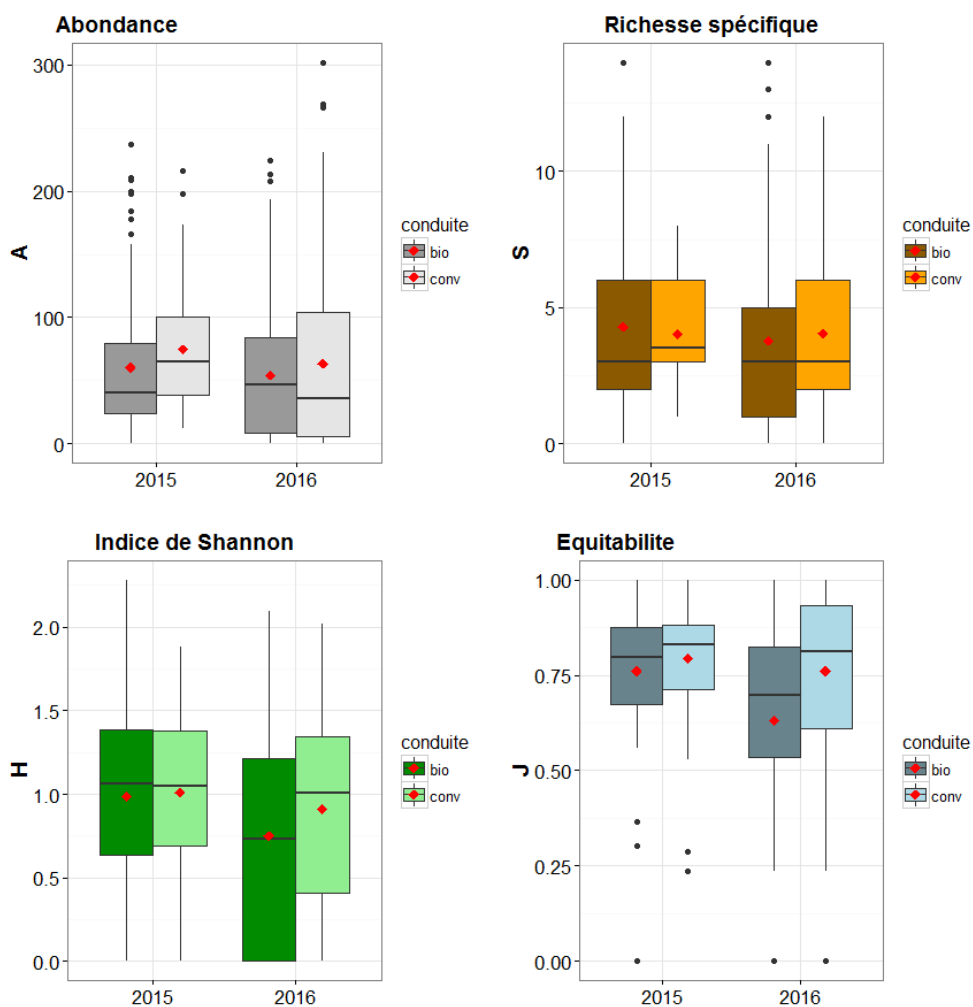 Abondance
A
300
200
100
0
2015
2016
conduite
bio
conv
Richesse spécifique
S
10
5
0
2015
2016
conduite
bio
conv
Indice de Shannon
H
2.0
1.5
1.0
0.5
0.0
2015
2016
conduite
bio
conv
Equitabilite
J
1.00
0.75
0.50
0.25
0.00
2015
2016
conduite
bio
conv